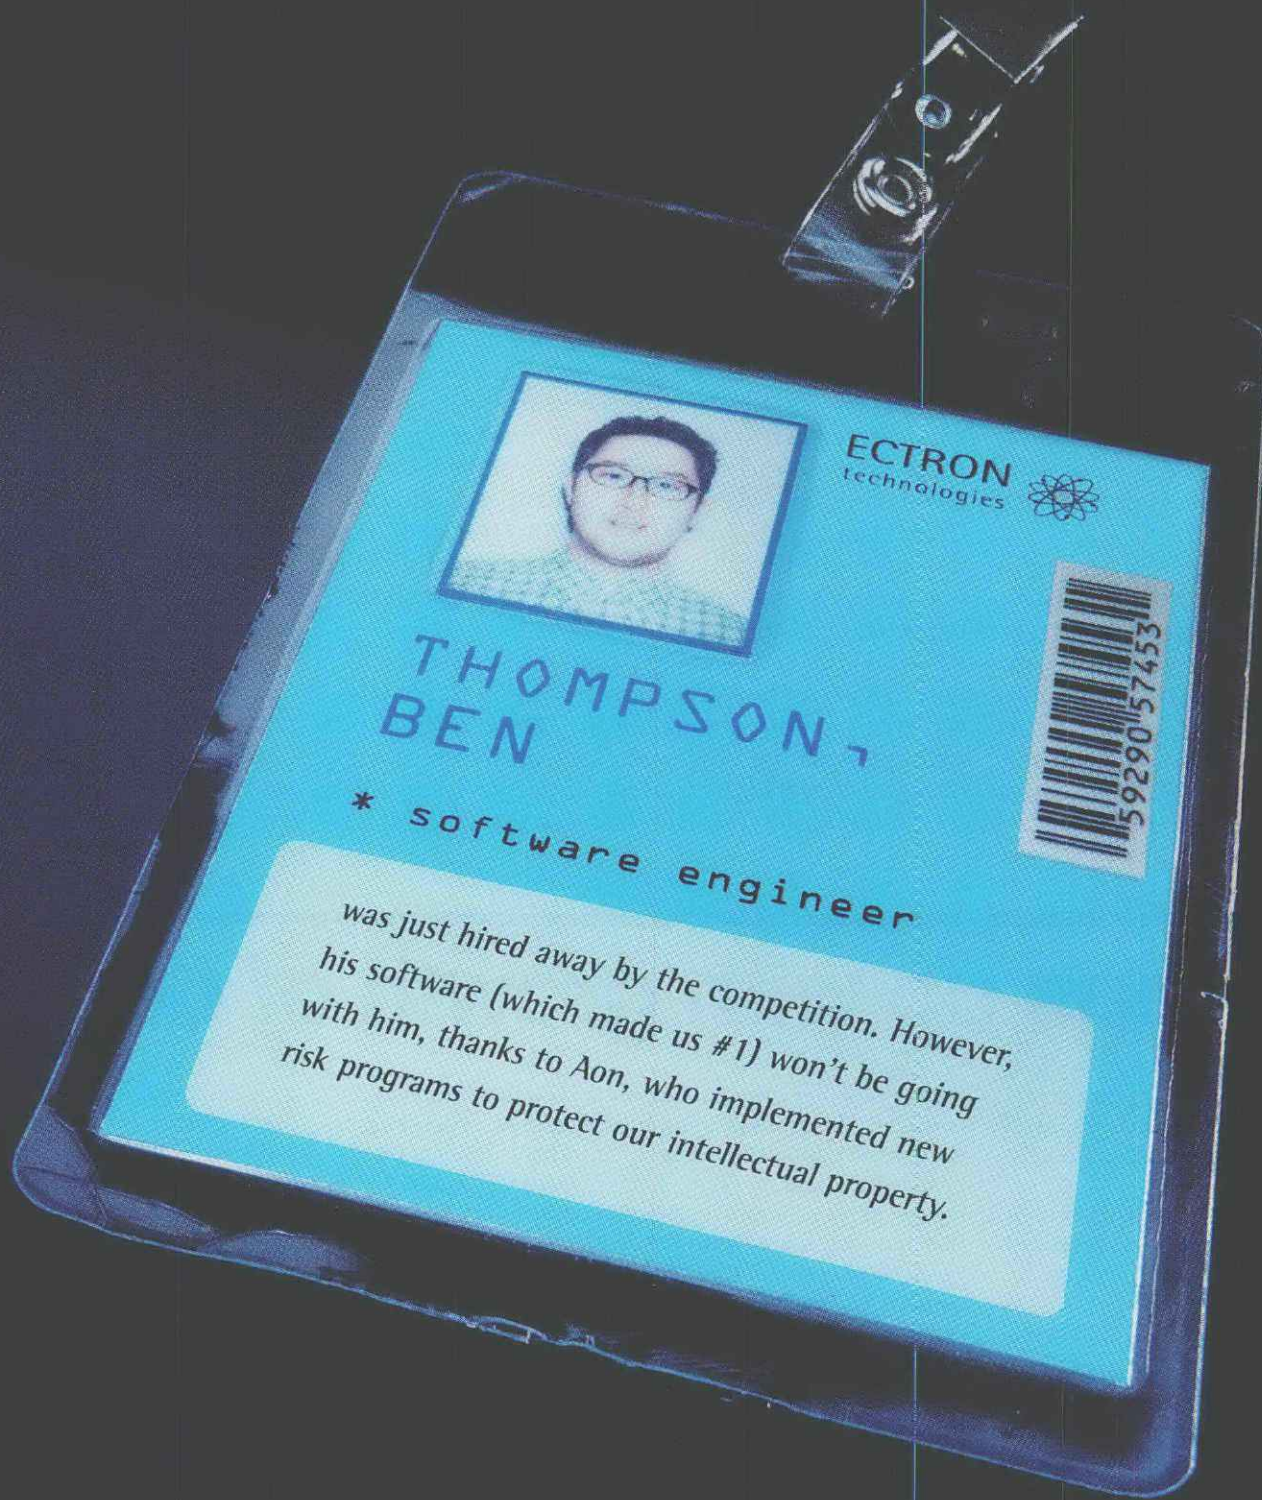 ECTRON
technologies
59290 57453
THOMPSON,
BEN
* software engineer
was just hired away by the competition. However,
his software (which made us #1) won't be going
with him, thanks to Aon, who implemented new
risk programs to protect our intellectual property.